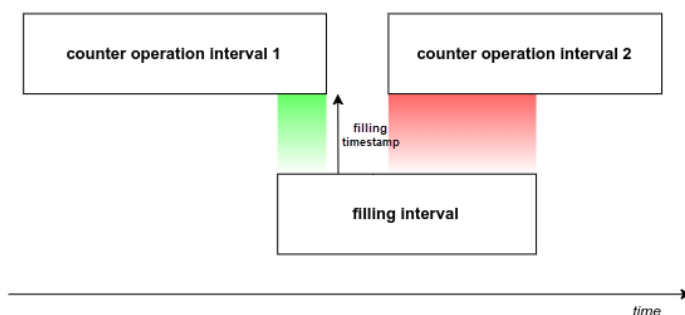 counter operation interval 1
counter operation interval 2
filling
timestamp
filling interval
time